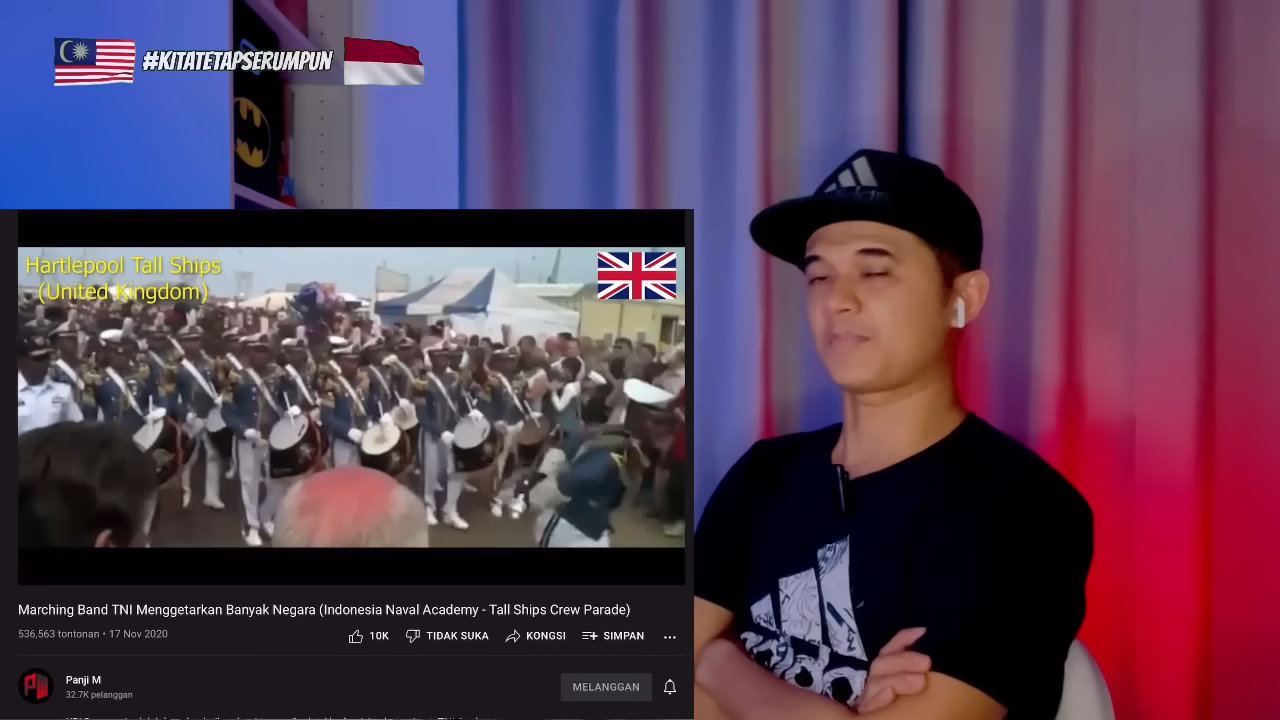 #KITATETAPSERUMPUN
Hartlepool Tall Ships
(United Kingdom)
Marching Band TNI Menggetarkan Banyak Negara (Indonesia Naval Academy - Tall Ships Crew Parade)
536,563 tontonan • 17 Nov 2020
10K TIDAK SUKA KONGSI SIMPAN
Panji M
32.7K pelanggan
MELANGGAN